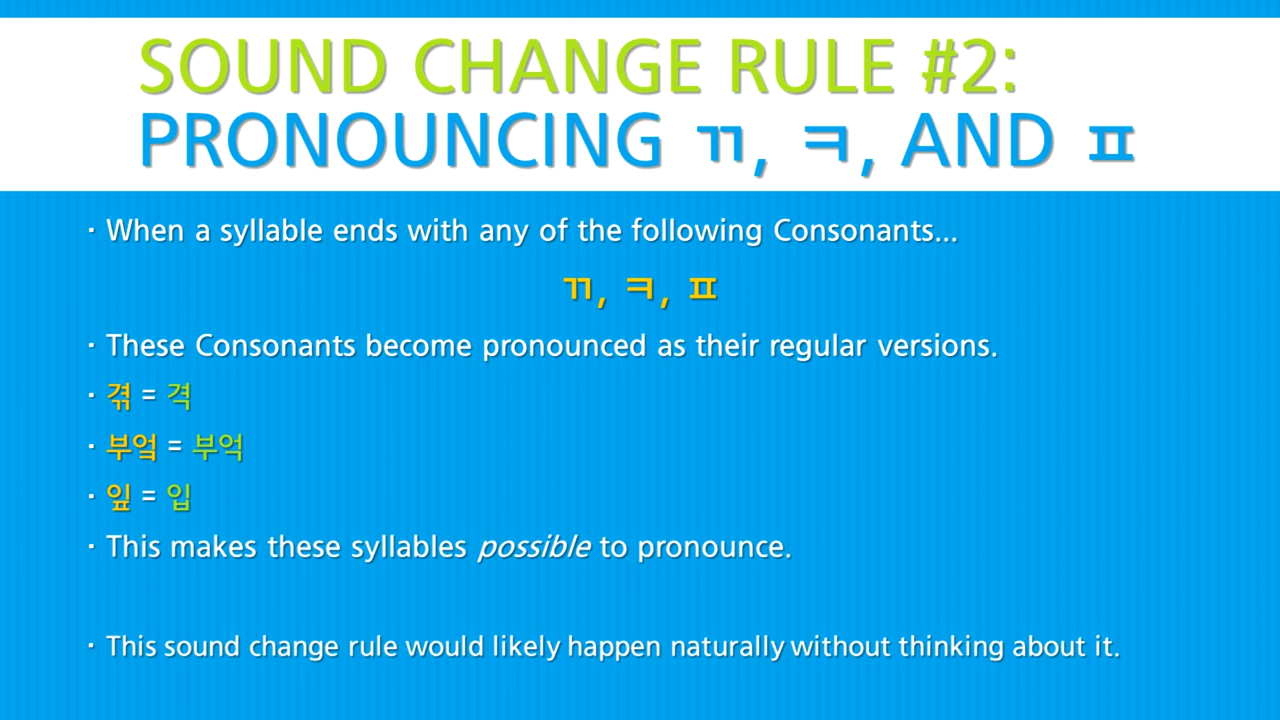 SOUND CHANGE RULE #2:
PRONOUNCING ㄲ, ㅋ, AND ㅍ
· When a syllable ends with any of the following Consonants...
ㄲ, ㅋ, ㅍ
· These Consonants become pronounced as their regular versions.
· 겪 = 격
· 부엌 = 부억
· 잎 = 입
· This makes these syllables possible to pronounce.
· This sound change rule would likely happen naturally without thinking about it.